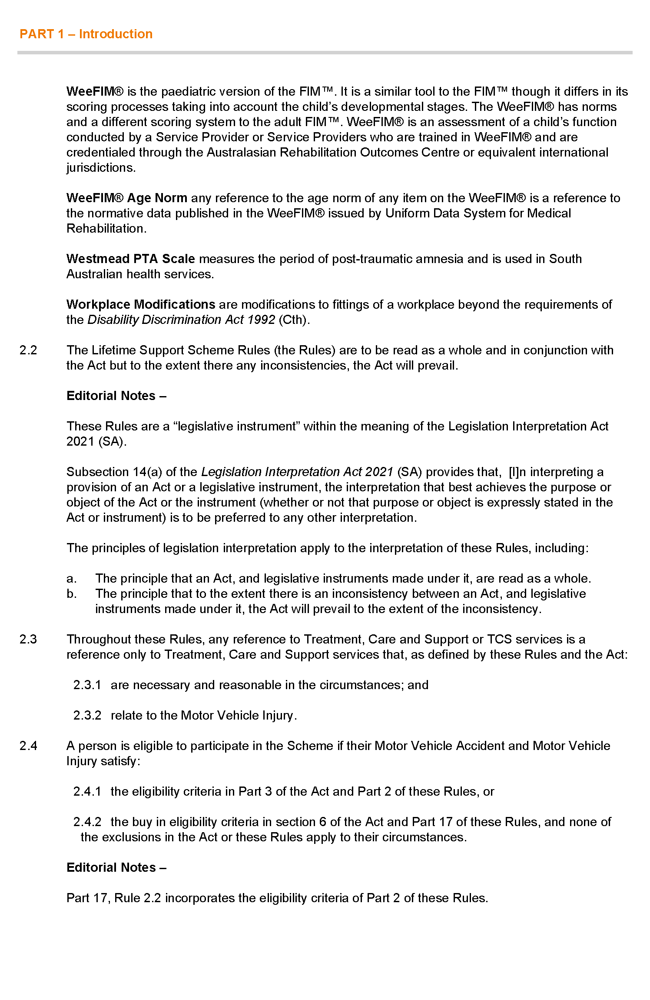 PART 1 – Introduction
WeeFIM® is the paediatric version of the FIM™. It is a similar tool to the FIM™ though it differs in its
scoring processes taking into account the child’s developmental stages. The WeeFIM® has norms
and a different scoring system to the adult FIM™. WeeFIM® is an assessment of a child’s function
conducted by a Service Provider or Service Providers who are trained in WeeFIM® and are
credentialed through the Australasian Rehabilitation Outcomes Centre or equivalent international
jurisdictions.
WeeFIM® Age Norm any reference to the age norm of any item on the WeeFIM® is a reference to
the normative data published in the WeeFIM® issued by Uniform Data System for Medical
Rehabilitation.
Westmead PTA Scale measures the period of post-traumatic amnesia and is used in South
Australian health services.
Workplace Modifications are modifications to fittings of a workplace beyond the requirements of
the Disability Discrimination Act 1992 (Cth).
2.2 The Lifetime Support Scheme Rules (the Rules) are to be read as a whole and in conjunction with
the Act but to the extent there any inconsistencies, the Act will prevail.
Editorial Notes –
These Rules are a “legislative instrument” within the meaning of the Legislation Interpretation Act
2021 (SA).
Subsection 14(a) of the Legislation Interpretation Act 2021 (SA) provides that, [I]n interpreting a
provision of an Act or a legislative instrument, the interpretation that best achieves the purpose or
object of the Act or the instrument (whether or not that purpose or object is expressly stated in the
Act or instrument) is to be preferred to any other interpretation.
The principles of legislation interpretation apply to the interpretation of these Rules, including:
a. The principle that an Act, and legislative instruments made under it, are read as a whole.
b. The principle that to the extent there is an inconsistency between an Act, and legislative
instruments made under it, the Act will prevail to the extent of the inconsistency.
2.3 Throughout these Rules, any reference to Treatment, Care and Support or TCS services is a
reference only to Treatment, Care and Support services that, as defined by these Rules and the Act:
2.3.1 are necessary and reasonable in the circumstances; and
2.3.2 relate to the Motor Vehicle Injury.
2.4 A person is eligible to participate in the Scheme if their Motor Vehicle Accident and Motor Vehicle
Injury satisfy:
2.4.1 the eligibility criteria in Part 3 of the Act and Part 2 of these Rules, or
2.4.2 the buy in eligibility criteria in section 6 of the Act and Part 17 of these Rules, and none of
the exclusions in the Act or these Rules apply to their circumstances.
Editorial Notes –
Part 17, Rule 2.2 incorporates the eligibility criteria of Part 2 of these Rules.